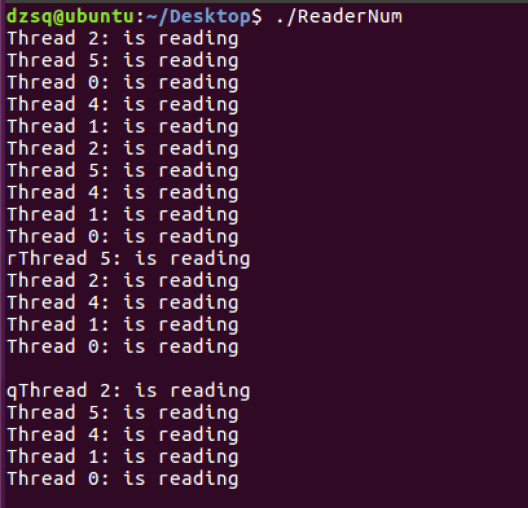 dzsq@ubuntu:~/Desktop$ ./ReaderNum
Thread 2: is reading
Thread 5: is reading
Thread 0: is reading
Thread 4: is reading
Thread 1: is reading
Thread 2: is reading
Thread 5: is reading
Thread 4: is reading
Thread 1: is reading
Thread 0: is reading
rThread 5: is reading
Thread 2: is reading
Thread 4: is reading
Thread 1: is reading
Thread 0: is reading

qThread 2: is reading
Thread 5: is reading
Thread 4: is reading
Thread 1: is reading
Thread 0: is reading